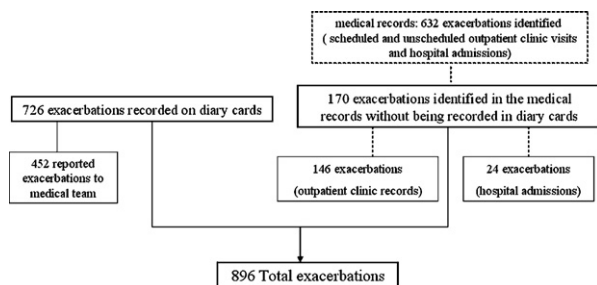 medical records: 632 exacerbations identified
( scheduled and unscheduled outpatient clinic visits
and hospital admissions)
726 exacerbations recorded on diary cards
170 exacerbations identified in the medical
records without being recorded in diary cards
452 reported
exacerbations to
medical team
146 exacerbations
(outpatient clinic records)
24 exacerbations
(hospital admissions)
896 Total exacerbations